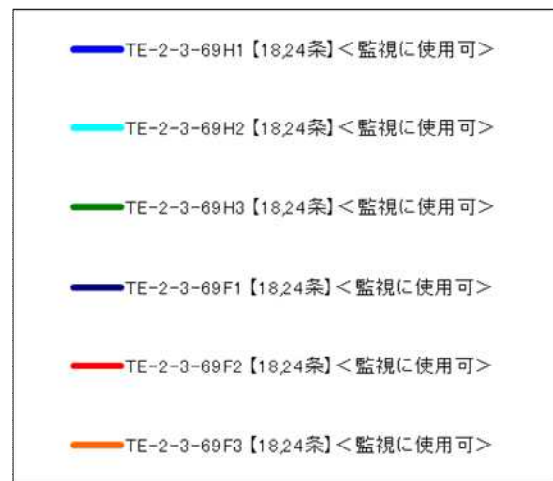 TE-2-3-69H1【18,24条】＜監視に使用可＞
TE-2-3-69H2【18,24条】＜監視に使用可＞
TE-2-3-69H3【18,24条】＜監視に使用可＞
TE-2-3-69F1【18,24条】＜監視に使用可＞
TE-2-3-69F2【18,24条】＜監視に使用可＞
TE-2-3-69F3【18,24条】＜監視に使用可＞